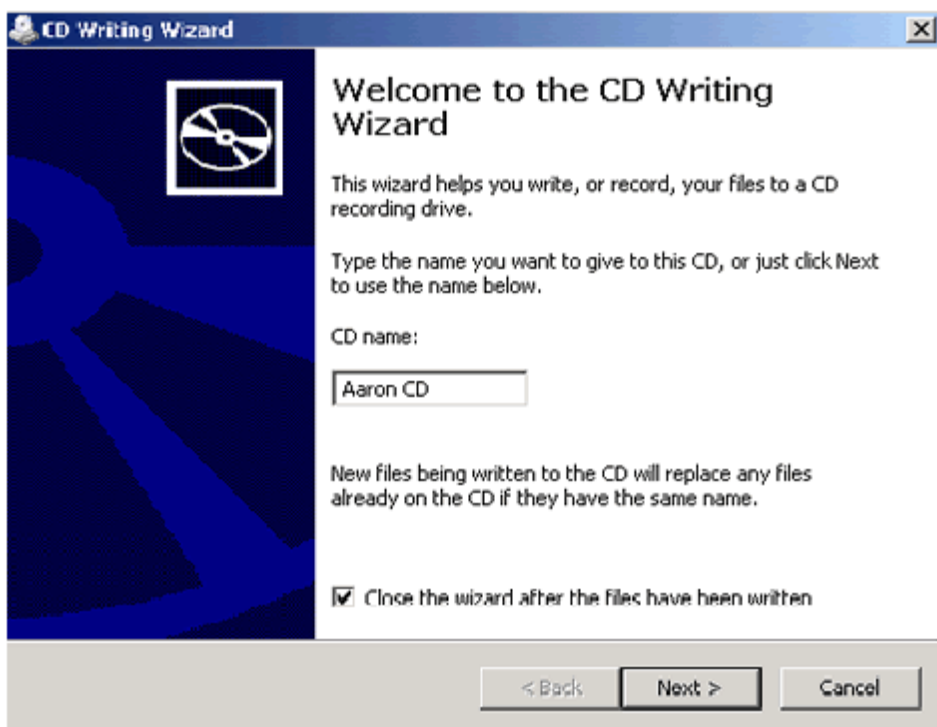 CD Writing Wizard
Welcome to the CD Writing
Wizard
This wizard helps you write, or record, your files to a CD
recording drive.
Type the name you want to give to this CD, or just click Next
to use the name below.
CD name:
Aaron CD
New files being written to the CD will replace any files
already on the CD if they have the same name.
Close the wizard after the files have been written
< Back
Next >
Cancel